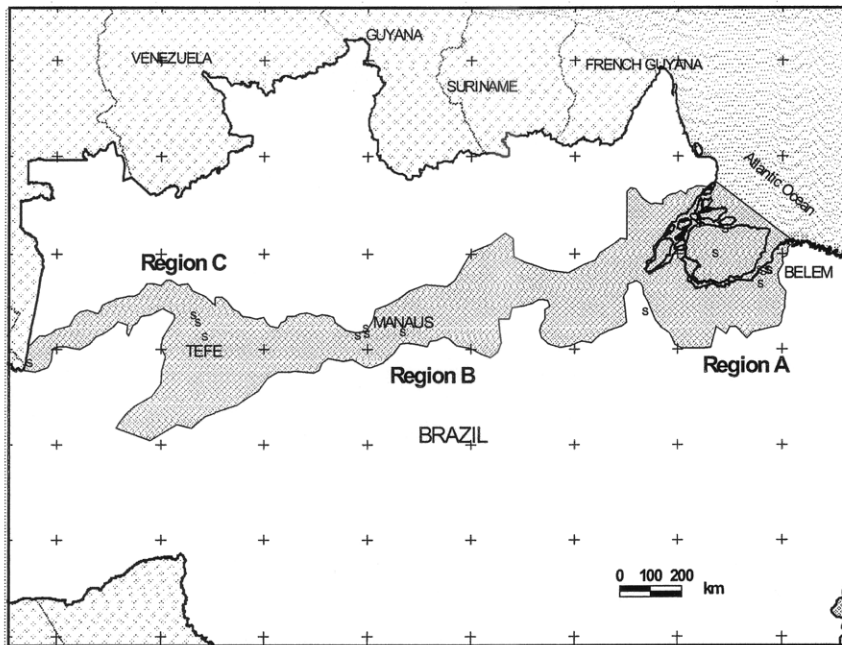 GUYANA
VENEZUELA
FRENCH GUYANA
SURINAME
Atlantic Ocean
Region C
s
BELEM
s s
s
s
s
s
s
s
MANAUS
s
s
s
s
s
TEFE
s
Region B
Region A
BRAZIL
0 100 200
km